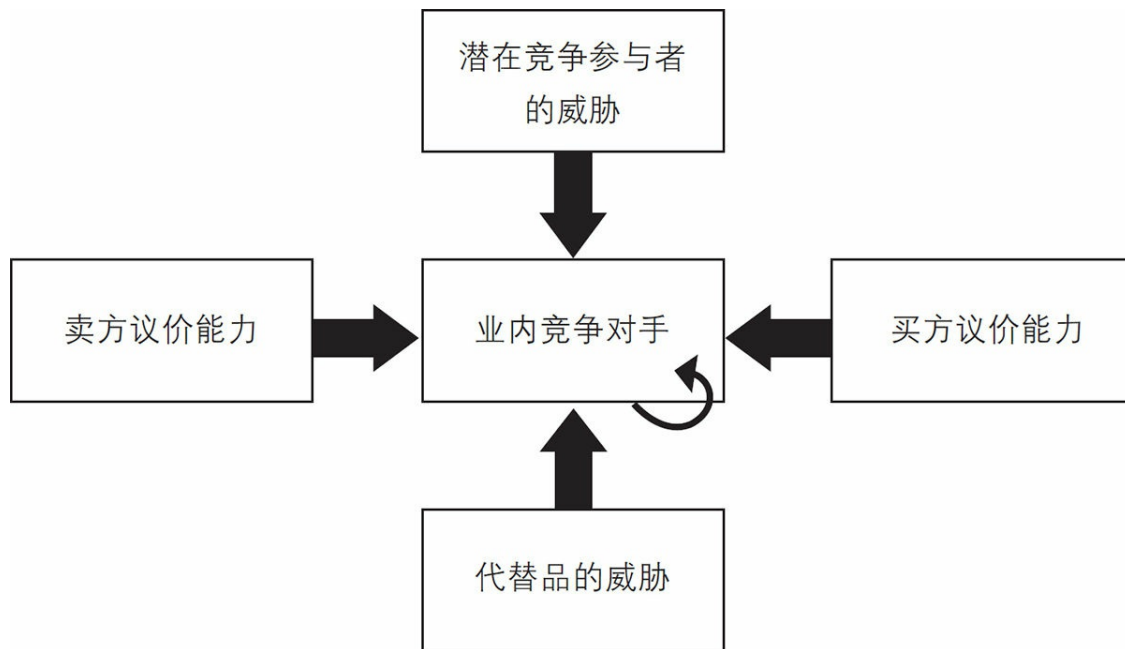 潜在竞争参与者
的威胁
卖方议价能力
业内竞争对手
买方议价能力
代替品的威胁